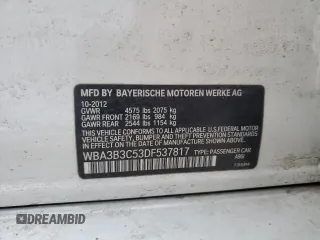 MFD BY BAYERISCHE MOTOREN WERKE AG
10-2012
GVWR 4575 lbs 2075 kg
GAWR FRONT 2169 lbs 984 kg
GAWR REAR 2544 lbs 1154 kg
THIS VEHICLE CONFORMS TO ALL APPLICABLE FEDERAL MOTOR VEHICLE
SAFETY, BUMPER, AND THEFT PREVENTION STANDARDS
IN EFFECT ON THE DATE OF MANUFACTURE SHOWN ABOVE.
WBA3B3C53DF537817 TYPE: PASSENGER CAR
DREAMBID